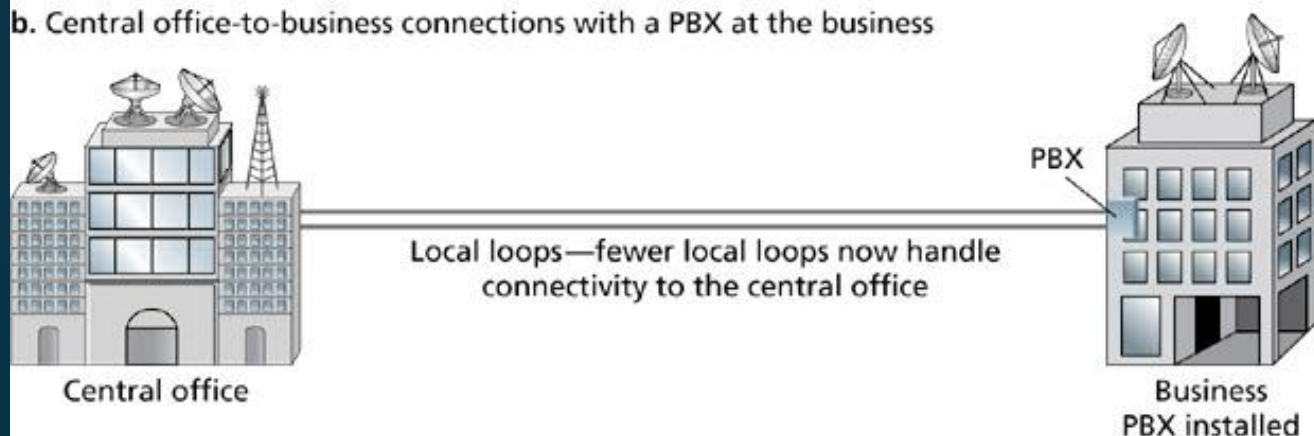 b. Central office-to-business connections with a PBX at the business
PBX
Local loops—fewer local loops now handle
connectivity to the central office
Central office
Business
PBX installed